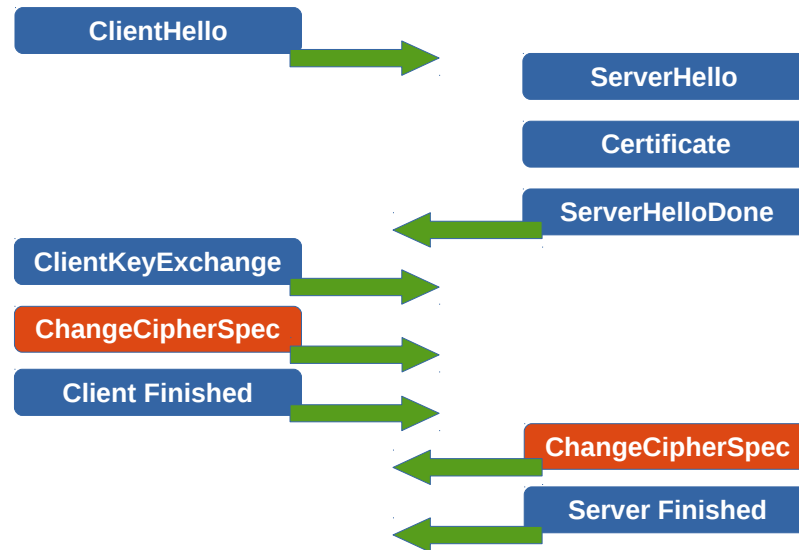 ClientHello
ServerHello
Certificate
ServerHelloDone
ClientKeyExchange
ChangeCipherSpec
Client Finished
ChangeCipherSpec
Server Finished